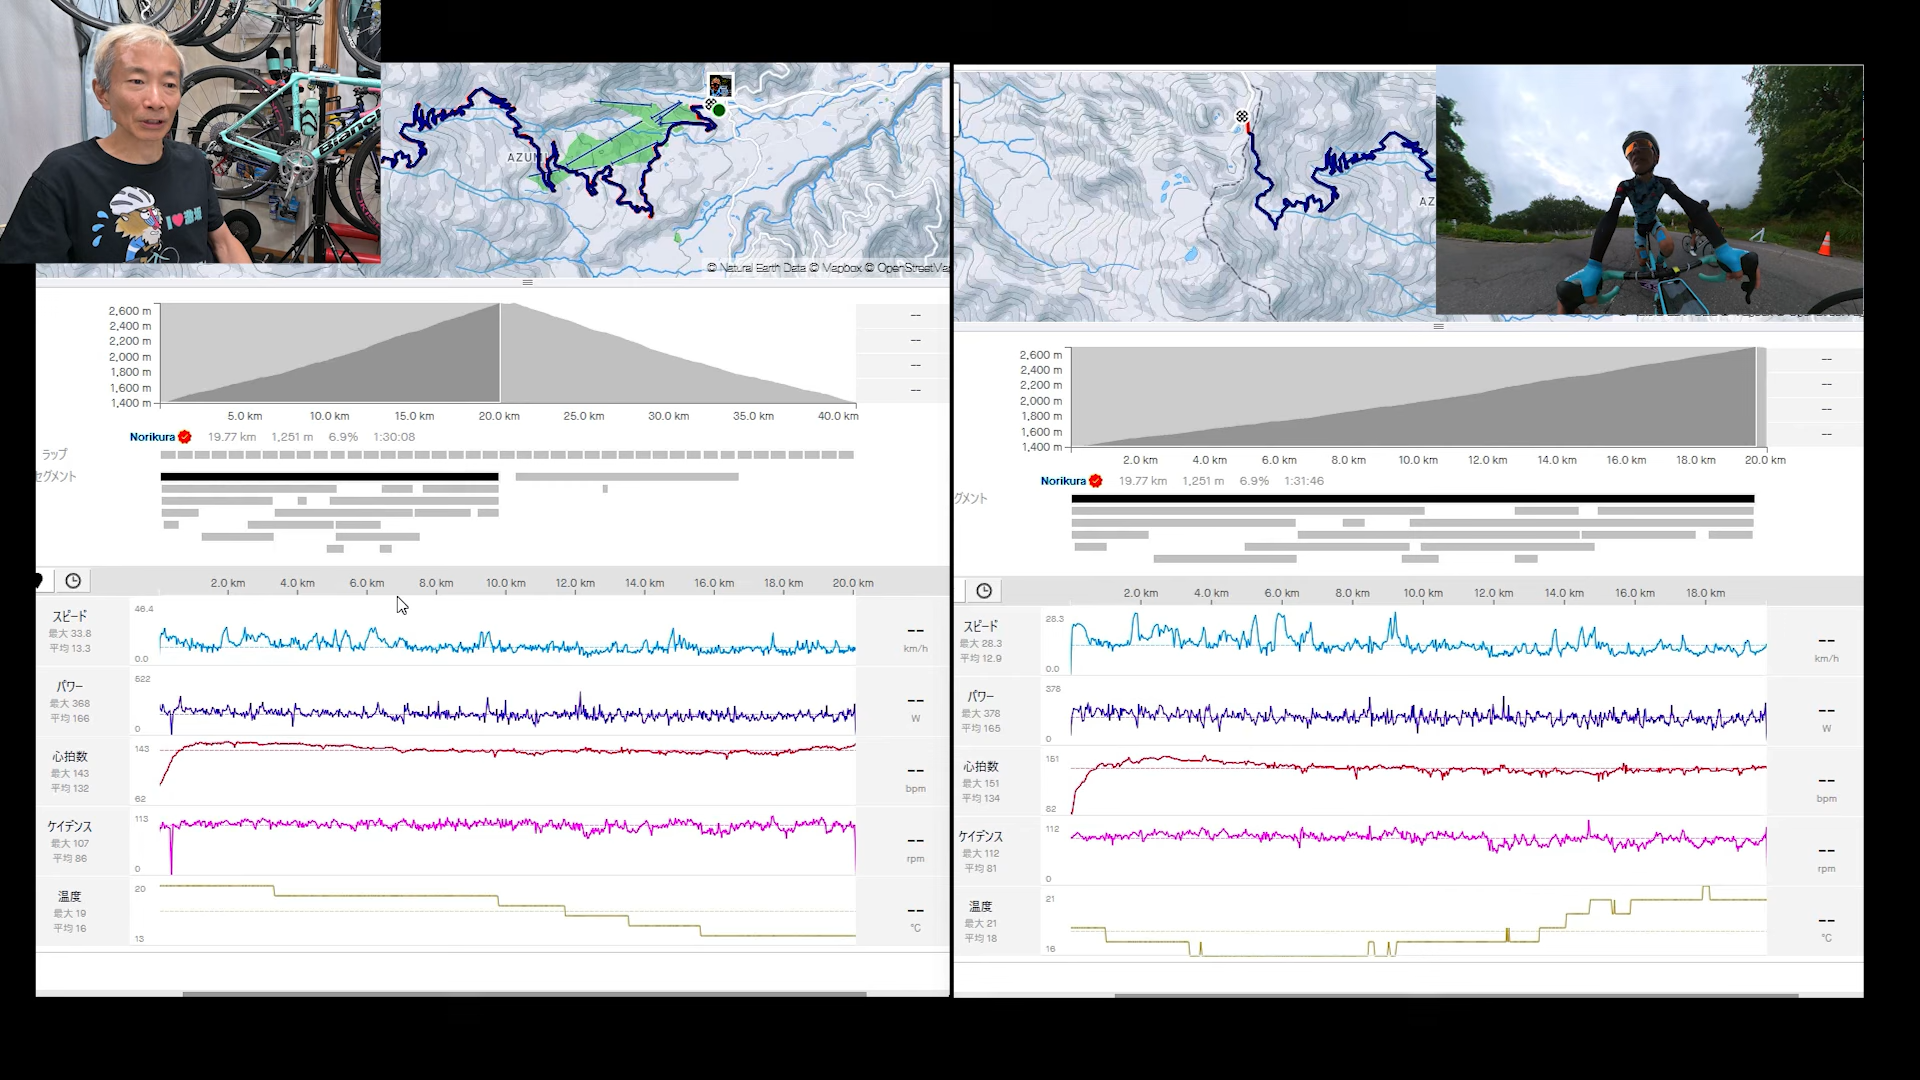 Bianchi
I ❤ 激坂
AZUM
© Natural Earth Data © Mapbox © OpenStreetMap
2,600 m
2,400 m
2,200 m
2,000 m
1,800 m
1,600 m
1,400 m
5.0 km 10.0 km 15.0 km 20.0 km 25.0 km 30.0 km 35.0 km 40.0 km
--
--
--
--
Norikura 19.77 km 1,251 m 6.9% 1:30:08
ラップ
セグメント
2.0 km 4.0 km 6.0 km 8.0 km 10.0 km 12.0 km 14.0 km 16.0 km 18.0 km 20.0 km
スピード
最大 33.8
平均 13.3
46.4
0.0
--
km/h
パワー
最大 368
平均 166
622
0
--
W
心拍数
最大 143
平均 132
143
62
--
bpm
ケイデンス
最大 107
平均 86
113
0
--
rpm
温度
最大 19
平均 16
20
13
--
°C
AZ
2,600 m
2,400 m
2,200 m
2,000 m
1,800 m
1,600 m
1,400 m
2.0 km 4.0 km 6.0 km 8.0 km 10.0 km 12.0 km 14.0 km 16.0 km 18.0 km 20.0 km
--
--
--
--
Norikura 19.77 km 1,251 m 6.9% 1:31:46
グメント
2.0 km 4.0 km 6.0 km 8.0 km 10.0 km 12.0 km 14.0 km 16.0 km 18.0 km
スピード
最大 28.3
平均 12.9
28.3
0.0
--
km/h
パワー
最大 378
平均 165
378
0
--
W
心拍数
最大 151
平均 134
151
82
--
bpm
ケイデンス
最大 112
平均 81
112
0
--
rpm
温度
最大 21
平均 18
21
16
--
°C